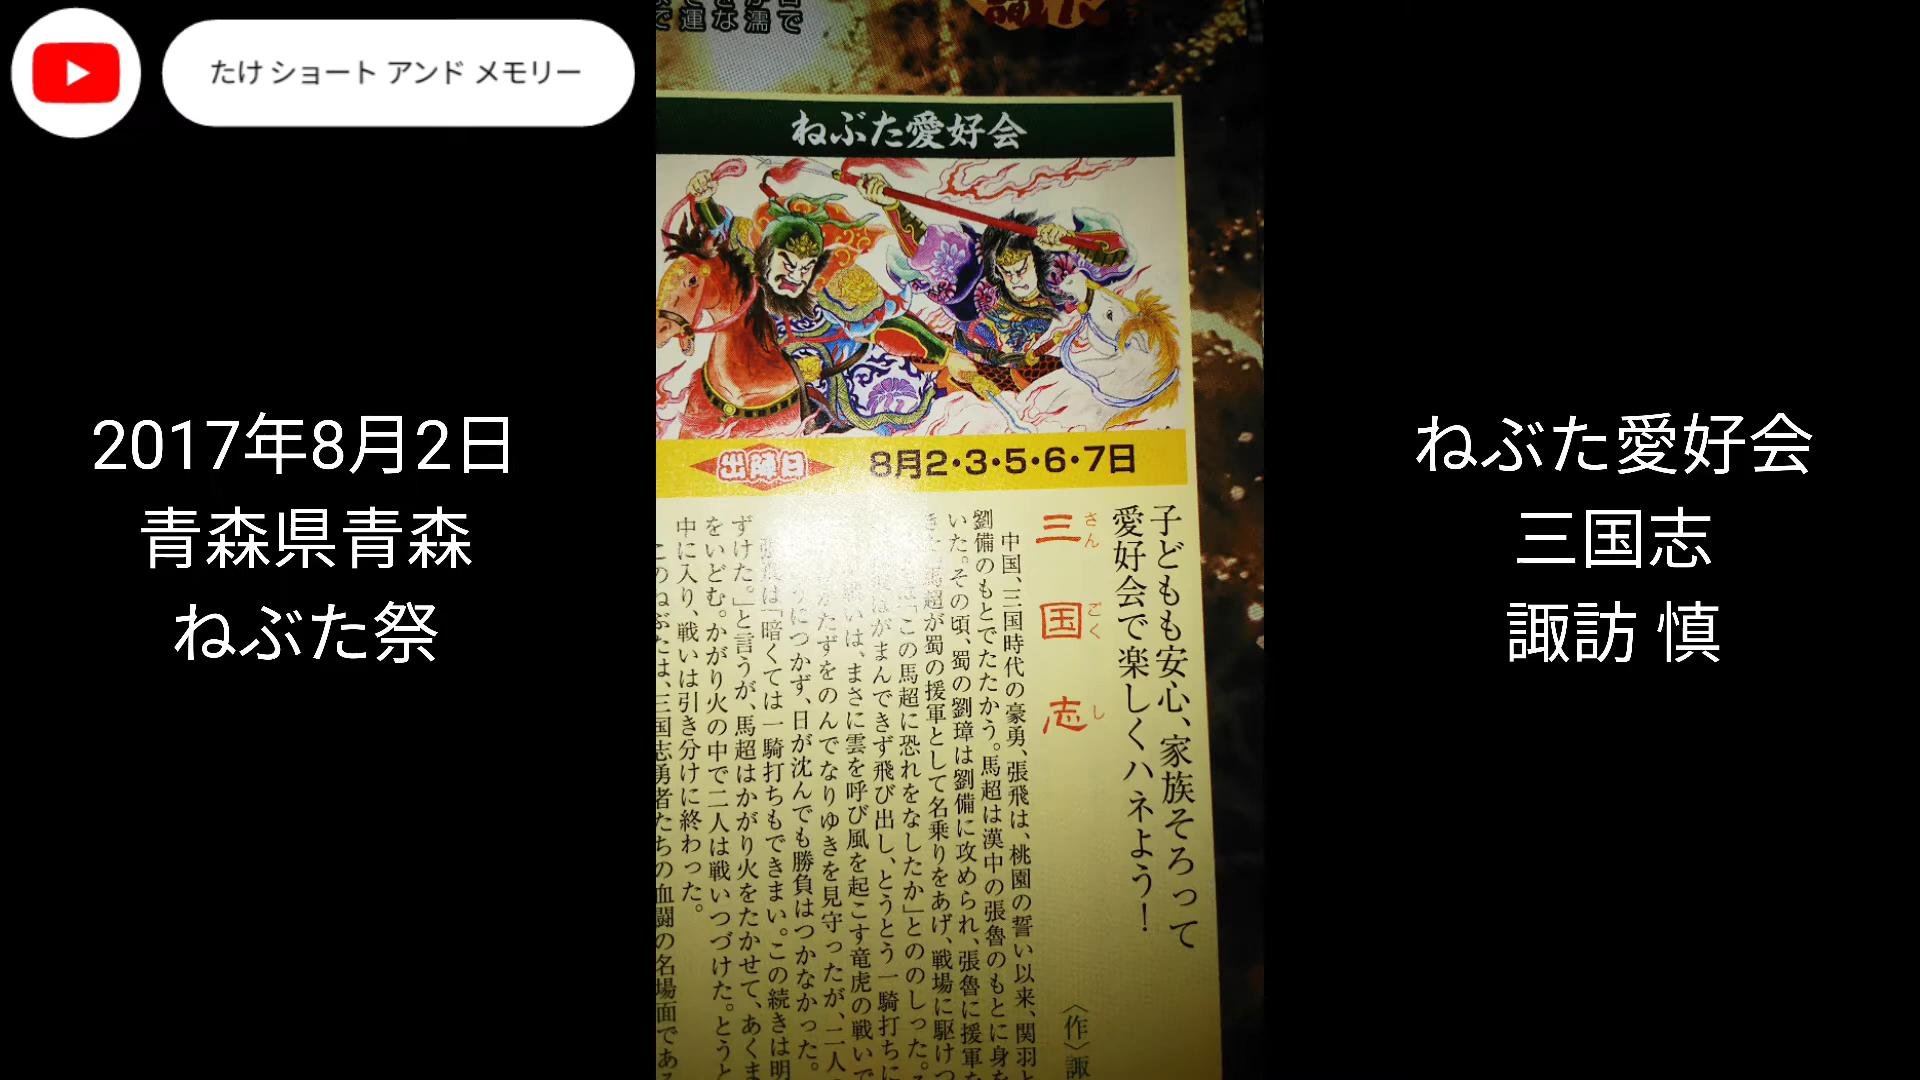 たけ ショート アンド メモリー
2017年8月2日
青森県青森
ねぶた祭
ねぶた愛好会
出陣日
8月2・3・5・6・7日
子どもも安心、家族そろって
愛好会で楽しくハネよう!
三国志
さんごくし
〈作〉諏
中国、三国時代の豪勇、張飛は、桃園の誓い以来、関羽と
劉備のもとでたたかう。馬超は漢中の張魯のもとに身を
いた。その頃、蜀の劉璋は劉備に攻められ、張魯に援軍を
馬超が蜀の援軍として名乗りをあげ、戦場に駆けつ
「この馬超に恐れをなしたか」とののしった。
はがまんできず飛び出し、とうとう一騎打ちに
戦いは、まさに雲を呼び風を起こす竜虎の戦いで
たずをのんでなりゆきを見守ったが、二人
につかず、日が沈んでも勝負はつかなかった。
は「暗くては一騎打ちもできまい。この続きは明
ずけた。」と言うが、馬超はかがり火をたかせて、あくま
をいどむ。かがり火の中で二人は戦いつづけた。とうと
中に入り、戦いは引き分けに終わった。
このねぶたは、三国志勇者たちの血闘の名場面であ
ねぶた愛好会
三国志
諏訪 慎